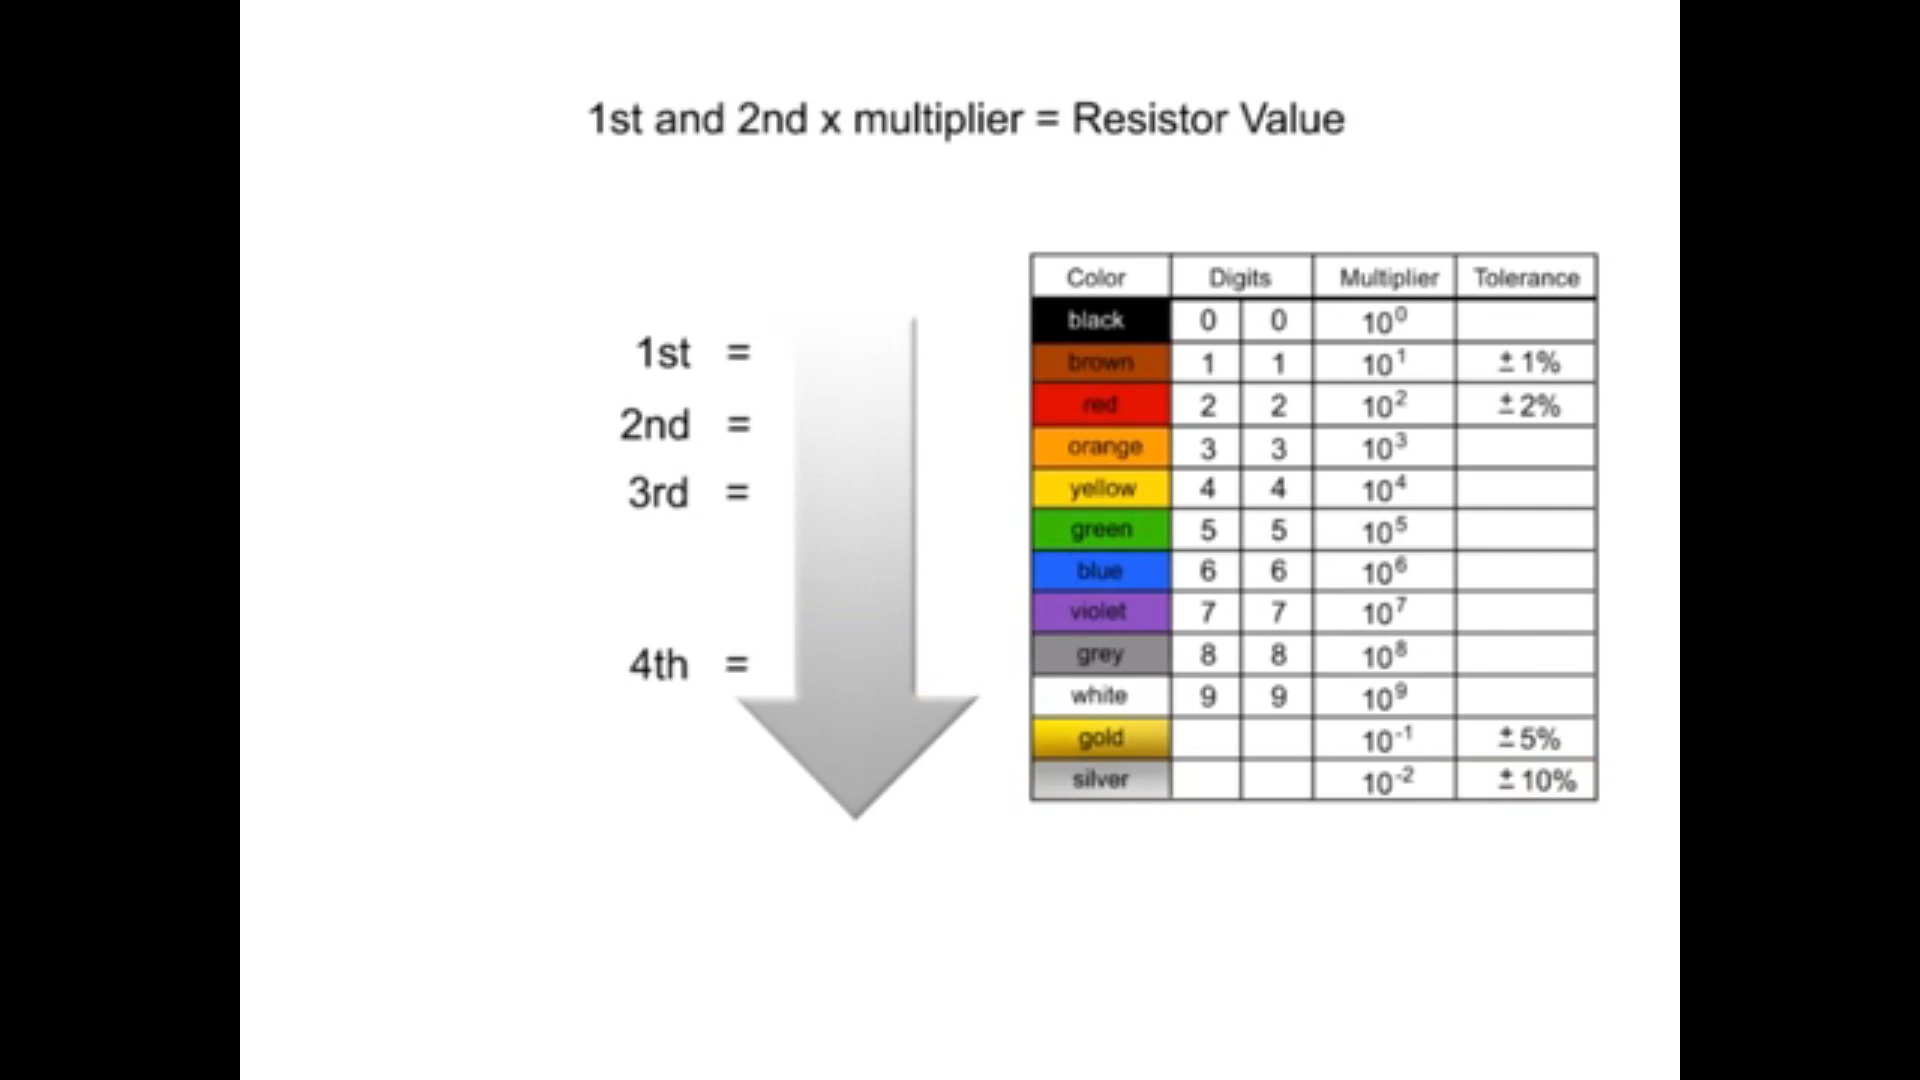 1st and 2nd x multiplier = Resistor Value
1st =
2nd =
3rd =
4th =
Color Digits Multiplier Tolerance
black 0 0 10⁰
brown 1 1 10¹ ± 1%
red 2 2 10² ± 2%
orange 3 3 10³
yellow 4 4 10⁴
green 5 5 10⁵
blue 6 6 10⁶
violet 7 7 10⁷
grey 8 8 10⁸
white 9 9 10⁹
gold 10⁻¹ ± 5%
silver 10⁻² ± 10%